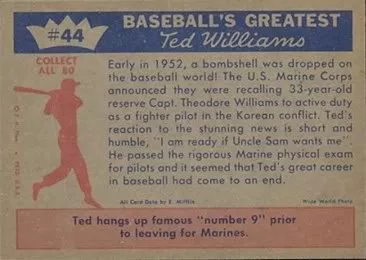 #44
BASEBALL'S GREATEST
Ted Williams
COLLECT
ALL 80
Early in 1952, a bombshell was dropped on
the baseball world! The U.S. Marine Corps
announced they were recalling 33-year-old
reserve Capt. Theodore Williams to active duty
as a fighter pilot in the Korean conflict. Ted's
reaction to the stunning news is short and
humble, "I am ready if Uncle Sam wants me".
He passed the rigorous Marine physical exam
for pilots and it seemed that Ted's great career
in baseball had come to an end.
All Card Data by E. Mifflin
Wide World Photo
Ted hangs up famous "number 9" prior
to leaving for Marines.